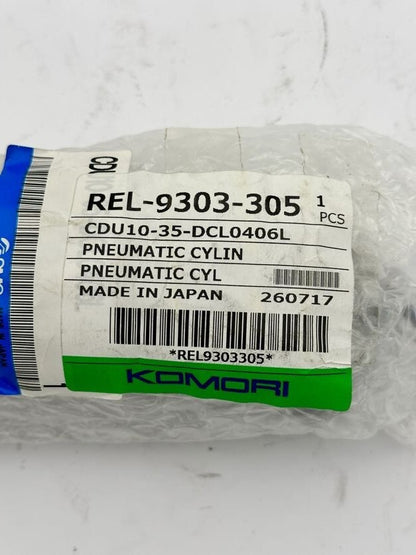 REL-9303-305 1
PCS
CDU10-35-DCL0406L
PNEUMATIC CYLIN
PNEUMATIC CYL
MADE IN JAPAN 260717
*REL9303305*
KOMORI